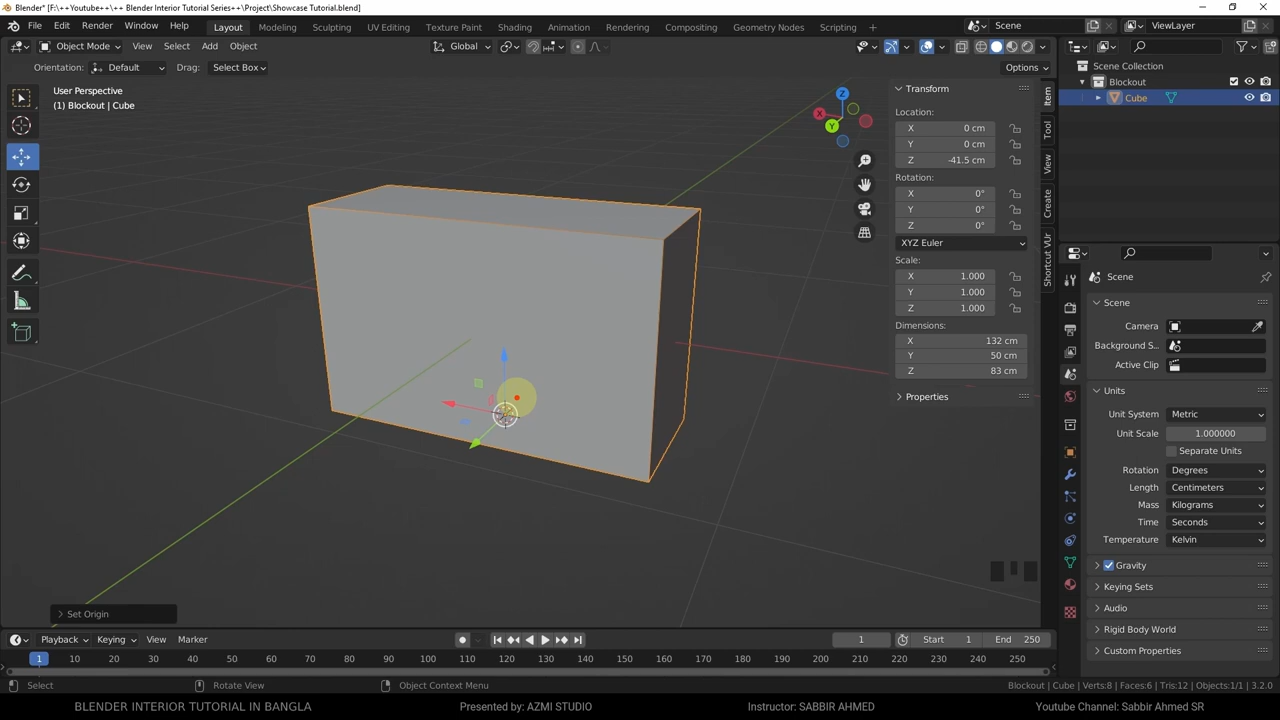 Blender* [F:\++Youtube++\++ Blender Interior Tutorial Series++\Project\Showcase Tutorial.blend]
File Edit Render Window Help Layout Modeling Sculpting UV Editing Texture Paint Shading Animation Rendering Compositing Geometry Nodes Scripting Scene ViewLayer
Object Mode View Select Add Object Global
Orientation: Default Drag: Select Box Options
User Perspective
(1) Blockout | Cube
Z
X
Y
Transform
Location:
X 0 cm
Y 0 cm
Z -41.5 cm
Rotation:
X 0°
Y 0°
Z 0°
XYZ Euler
Scale:
X 1.000
Y 1.000
Z 1.000
Dimensions:
X 132 cm
Y 50 cm
Z 83 cm
Properties
Item
Tool
View
Create
Shortcut VUr
Scene Collection
Blockout
Cube
Scene
Scene
Camera
Background S...
Active Clip
Units
Unit System Metric
Unit Scale 1.000000
Separate Units
Rotation Degrees
Length Centimeters
Mass Kilograms
Time Seconds
Temperature Kelvin
Gravity
Keying Sets
Audio
Rigid Body World
Custom Properties
Set Origin
Playback Keying View Marker 1 Start 1 End 250
1 10 20 30 40 50 60 70 80 90 100 110 120 130 140 150 160 170 180 190 200 210 220 230 240 250
Select Rotate View Object Context Menu Blockout | Cube | Verts:8 | Faces:6 | Tris:12 | Objects:1/1 | 3.2.0
BLENDER INTERIOR TUTORIAL IN BANGLA Presented by: AZMI STUDIO Instructor: SABBIR AHMED Youtube Channel: Sabbir Ahmed SR